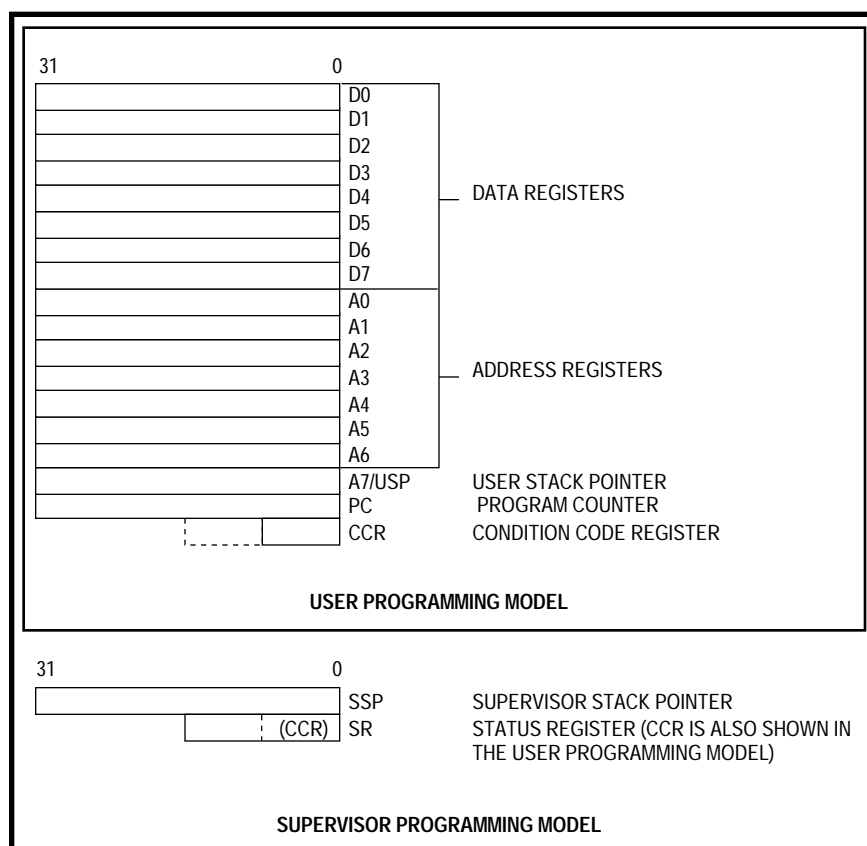 31 0
D0
D1
D2
D3
D4 DATA REGISTERS
D5
D6
D7
A0
A1
A2
A3 ADDRESS REGISTERS
A4
A5
A6
A7/USP USER STACK POINTER
PC PROGRAM COUNTER
CCR CONDITION CODE REGISTER
USER PROGRAMMING MODEL
31 0
SSP SUPERVISOR STACK POINTER
(CCR) SR STATUS REGISTER (CCR IS ALSO SHOWN IN
THE USER PROGRAMMING MODEL)
SUPERVISOR PROGRAMMING MODEL